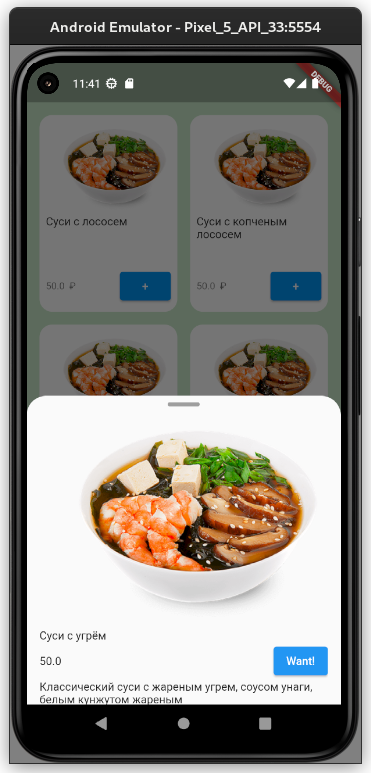 Android Emulator - Pixel_5_API_33:5554
11:41
DEBUG
Суси с лососем
Суси с копченым
лососем
50.0 ₽
+
50.0 ₽
+
Суси с угрём
50.0
Want!
Классический суси с жареным угрем, соусом унаги,
белым кунжутом жареным